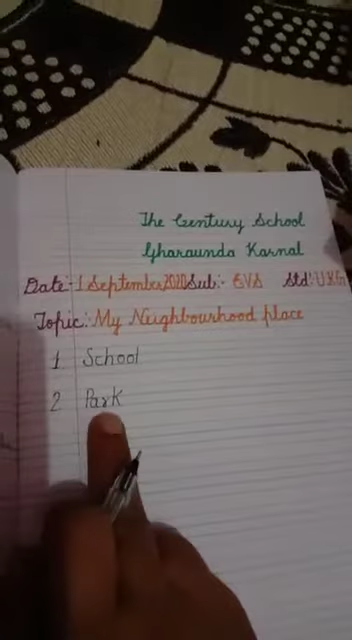 The Century School
Gharaunda Karnal
Date:- 1 September 2020 Sub:- EVS Std: U.K.G
Topic:- My Neighbourhood place
1 School
2 Park